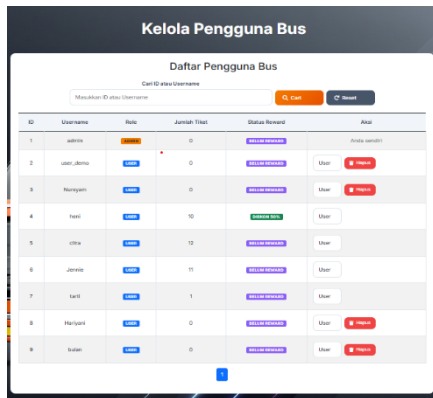 Kelola Pengguna Bus
Daftar Pengguna Bus
Cari ID atau Username
Masukkan ID atau Username Cari Reset
ID Username Role Jumlah Tiket Status Reward Aksi
1 admin ADMIN 0 BELUM REWARD Anda sendiri
2 user_demo USER 0 BELUM REWARD User Hapus
3 USER 0 BELUM REWARD User Hapus
4 heni USER 10 DISKON 50% User
5 citra USER 12 BELUM REWARD User
6 Jennie USER 11 BELUM REWARD User
7 USER 1 BELUM REWARD User
8 Hariyani USER 0 BELUM REWARD User Hapus
9 bulan USER 0 BELUM REWARD User Hapus
1